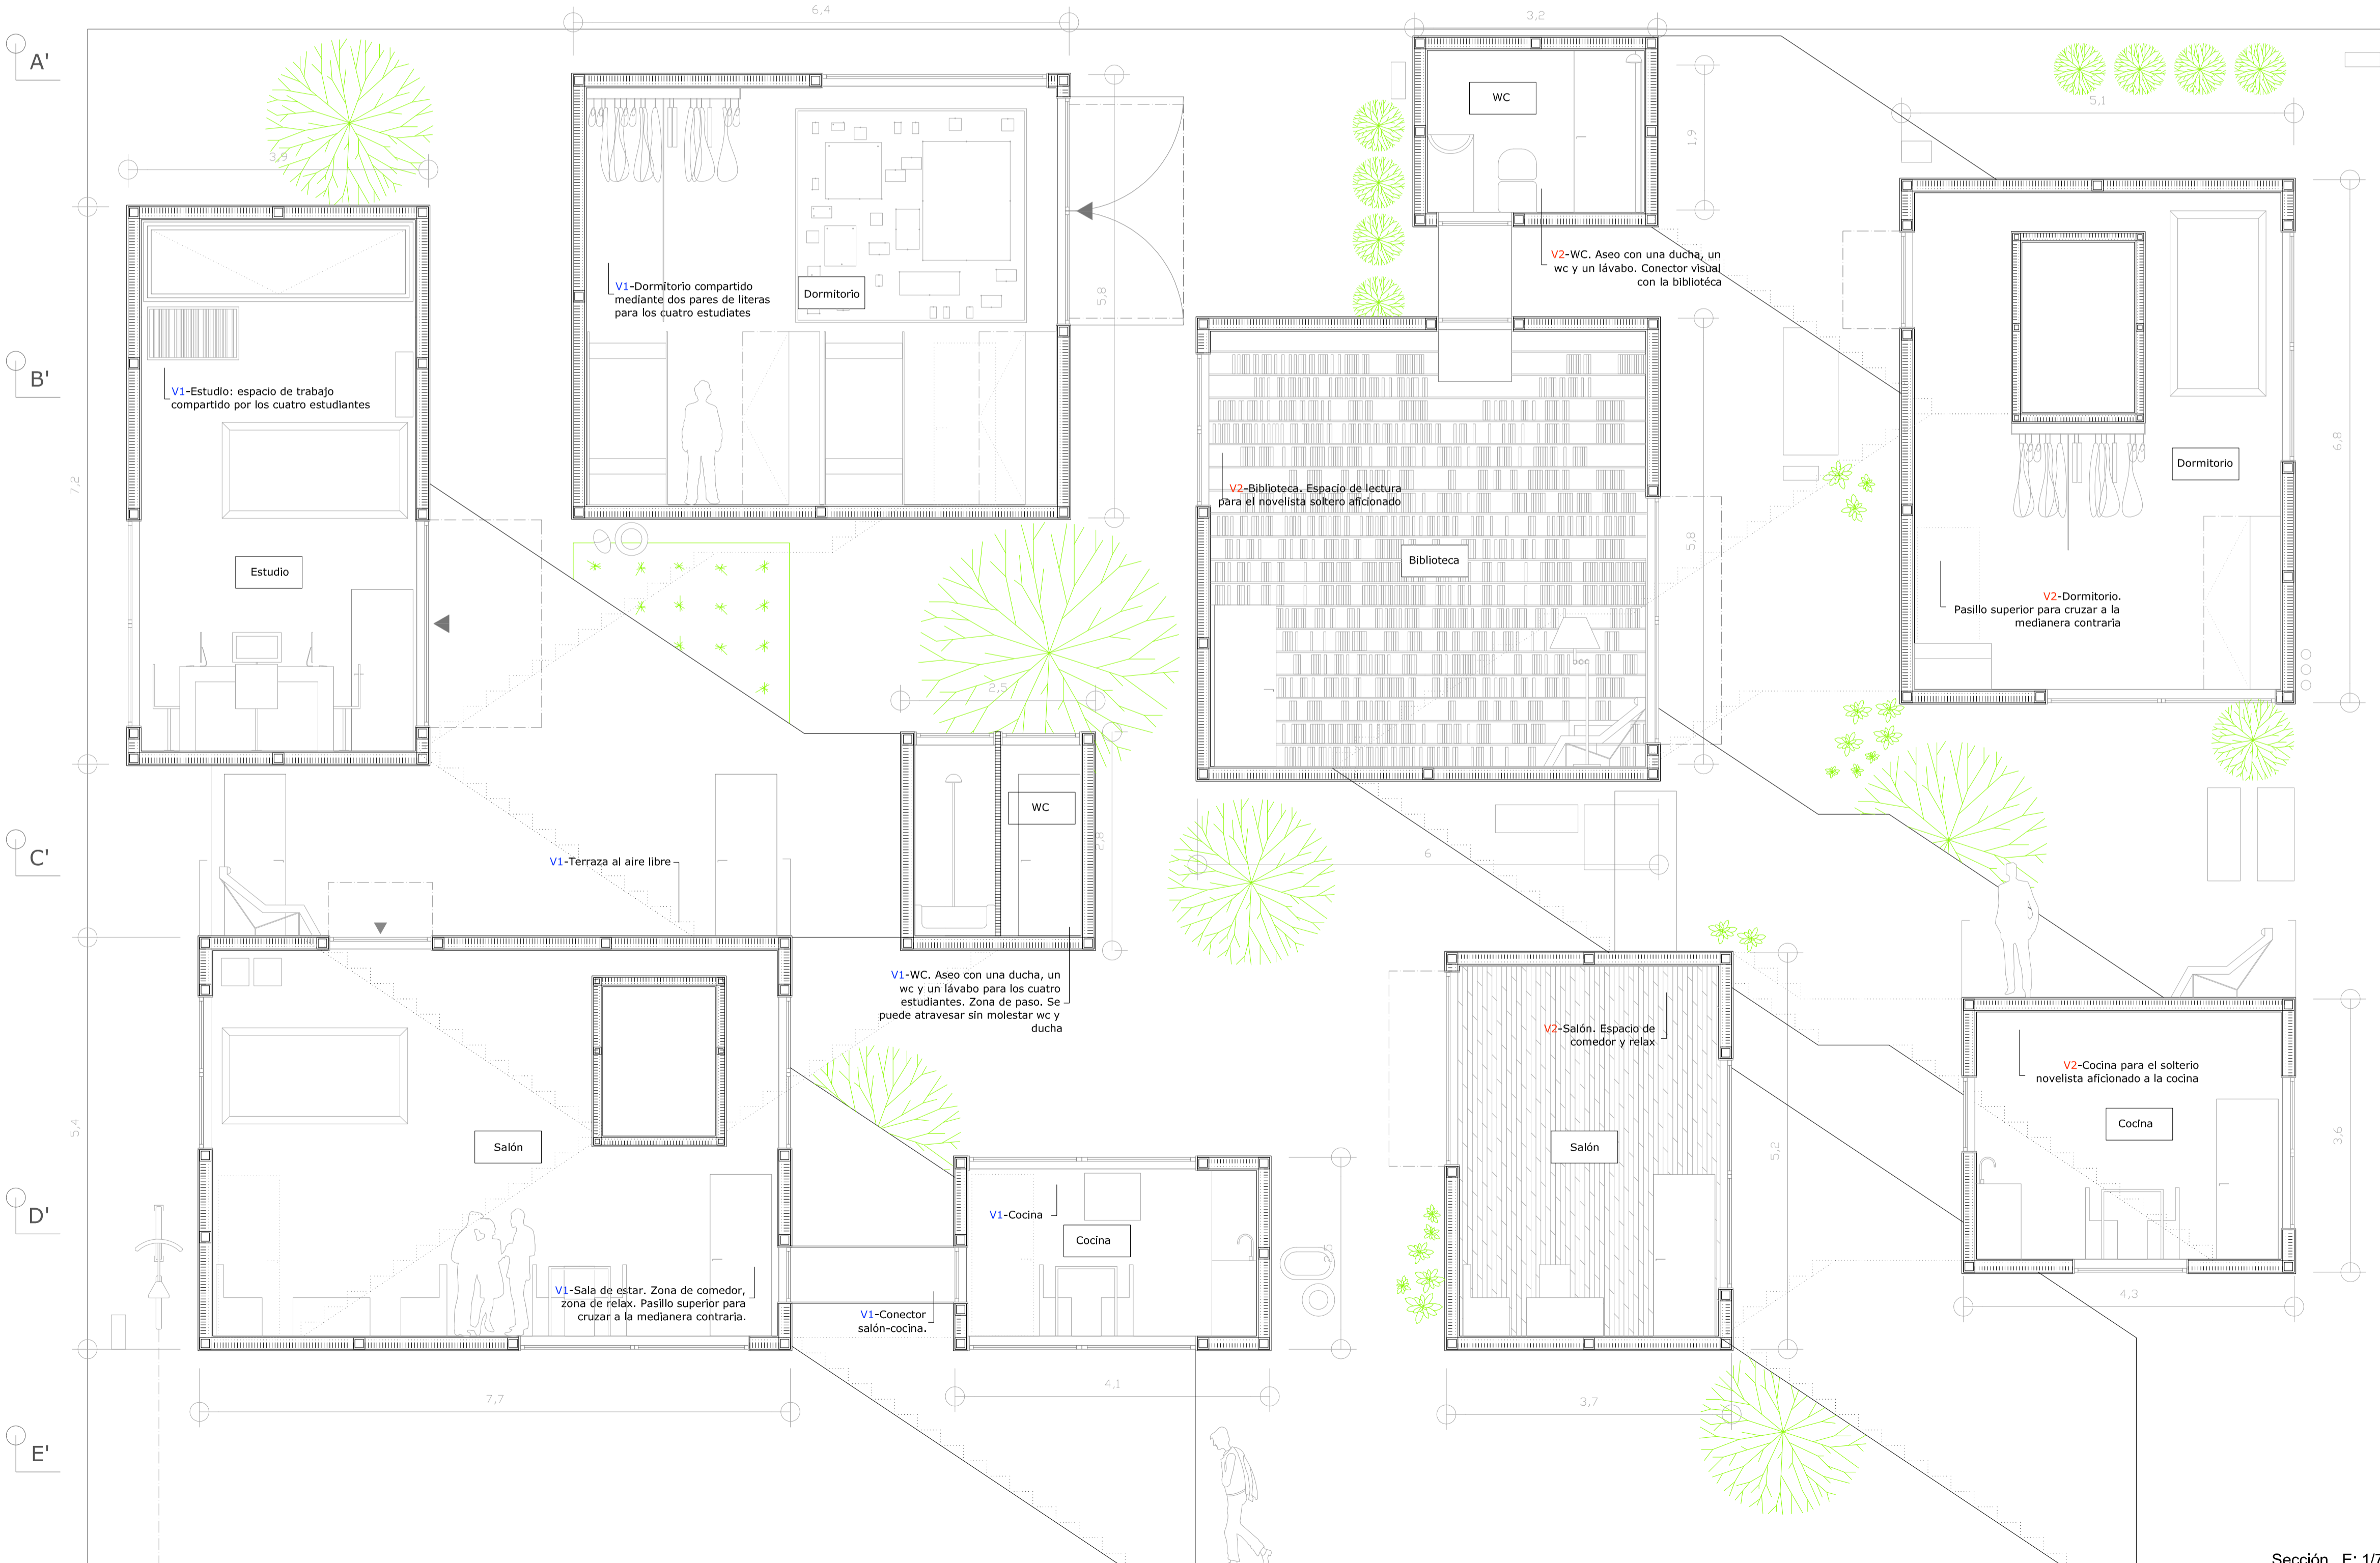 6,4
3,2
A'
WC
5,1
3,9
1,9
V2-WC. Aseo con una ducha, un
wc y un lávabo. Conector visual
con la bibliotéca
V1-Dormitorio compartido
mediante dos pares de literas
para los cuatro estudiates
Dormitorio
5,8
B'
V1-Estudio: espacio de trabajo
compartido por los cuatro estudiantes
7,2
6,8
Dormitorio
V2-Biblioteca. Espacio de lectura
para el novelista soltero aficionado
Biblioteca
5,8
Estudio
V2-Dormitorio.
Pasillo superior para cruzar a la
medianera contraria
2,5
WC
2,8
C'
V1-Terraza al aire libre
6
V1-WC. Aseo con una ducha, un
wc y un lávabo para los cuatro
estudiantes. Zona de paso. Se
puede atravesar sin molestar wc y
ducha
V2-Salón. Espacio de
comedor y relax
V2-Cocina para el solterio
novelista aficionado a la cocina
Cocina
5,4
Salón
Salón
5,2
3,6
D'
V1-Cocina
Cocina
2,5
V1-Sala de estar. Zona de comedor,
zona de relax. Pasillo superior para
cruzar a la medianera contraria.
V1-Conector
salón-cocina.
4,3
7,7
4,1
3,7
E'
Sección E: 1/7